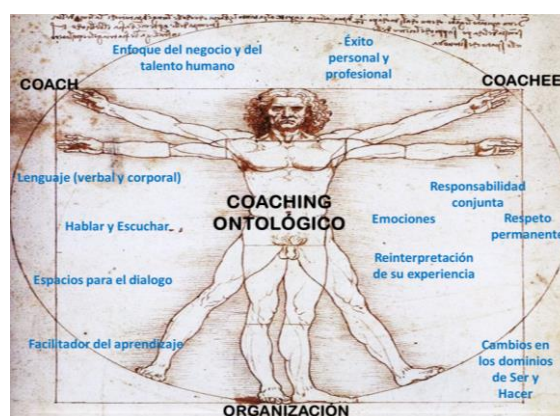 Enfoque del negocio y del
talento humano
Éxito
personal y
profesional
COACH
COACHEE
Lenguaje (verbal y corporal)
COACHING
ONTOLÓGICO
Responsabilidad
conjunta
Hablar y Escuchar
Emociones
Respeto
permanente
Reinterpretación
de su experiencia
Espacios para el dialogo
Facilitador del aprendizaje
Cambios en
los dominios
de Ser y
Hacer
ORGANIZACIÓN